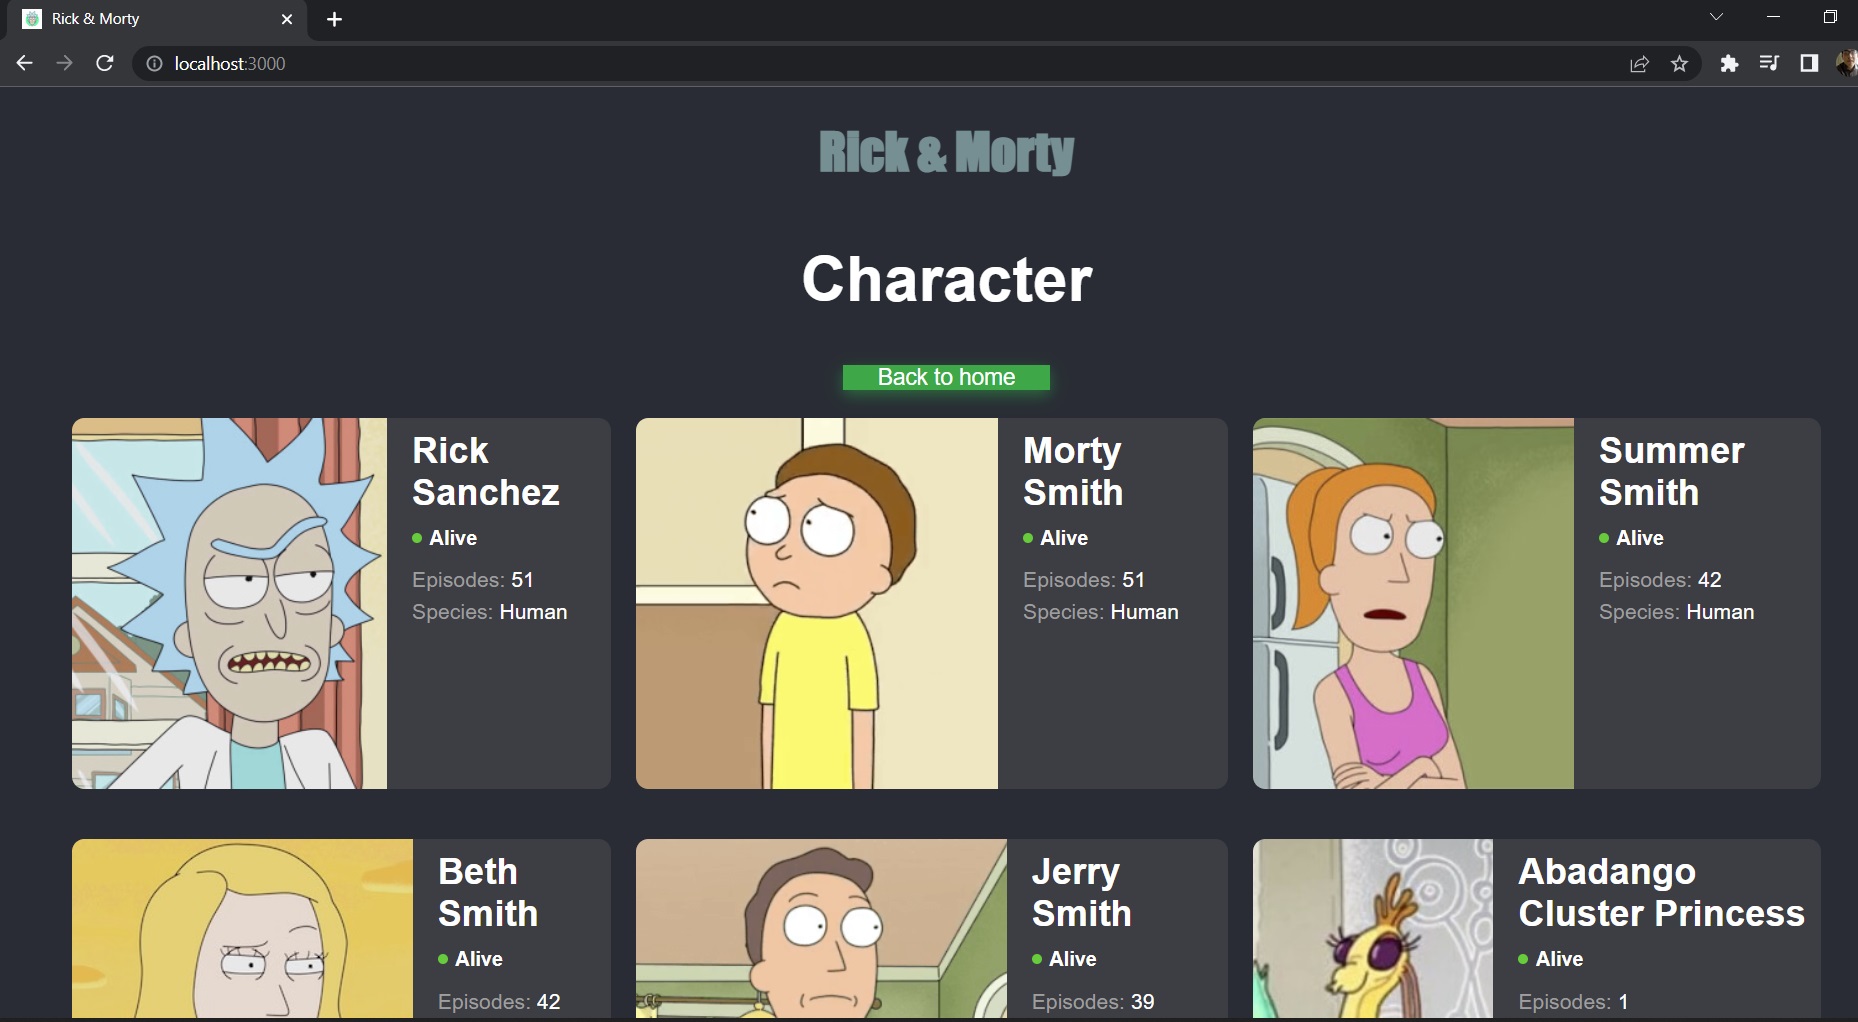 Rick & Morty
localhost:3000
Rick & Morty
Character
Back to home
Rick
Sanchez
Alive
Episodes: 51
Species: Human
Morty
Smith
Alive
Episodes: 51
Species: Human
Summer
Smith
Alive
Episodes: 42
Species: Human
Beth
Smith
Alive
Episodes: 42
Jerry
Smith
Alive
Episodes: 39
Abadango
Cluster Princess
Alive
Episodes: 1